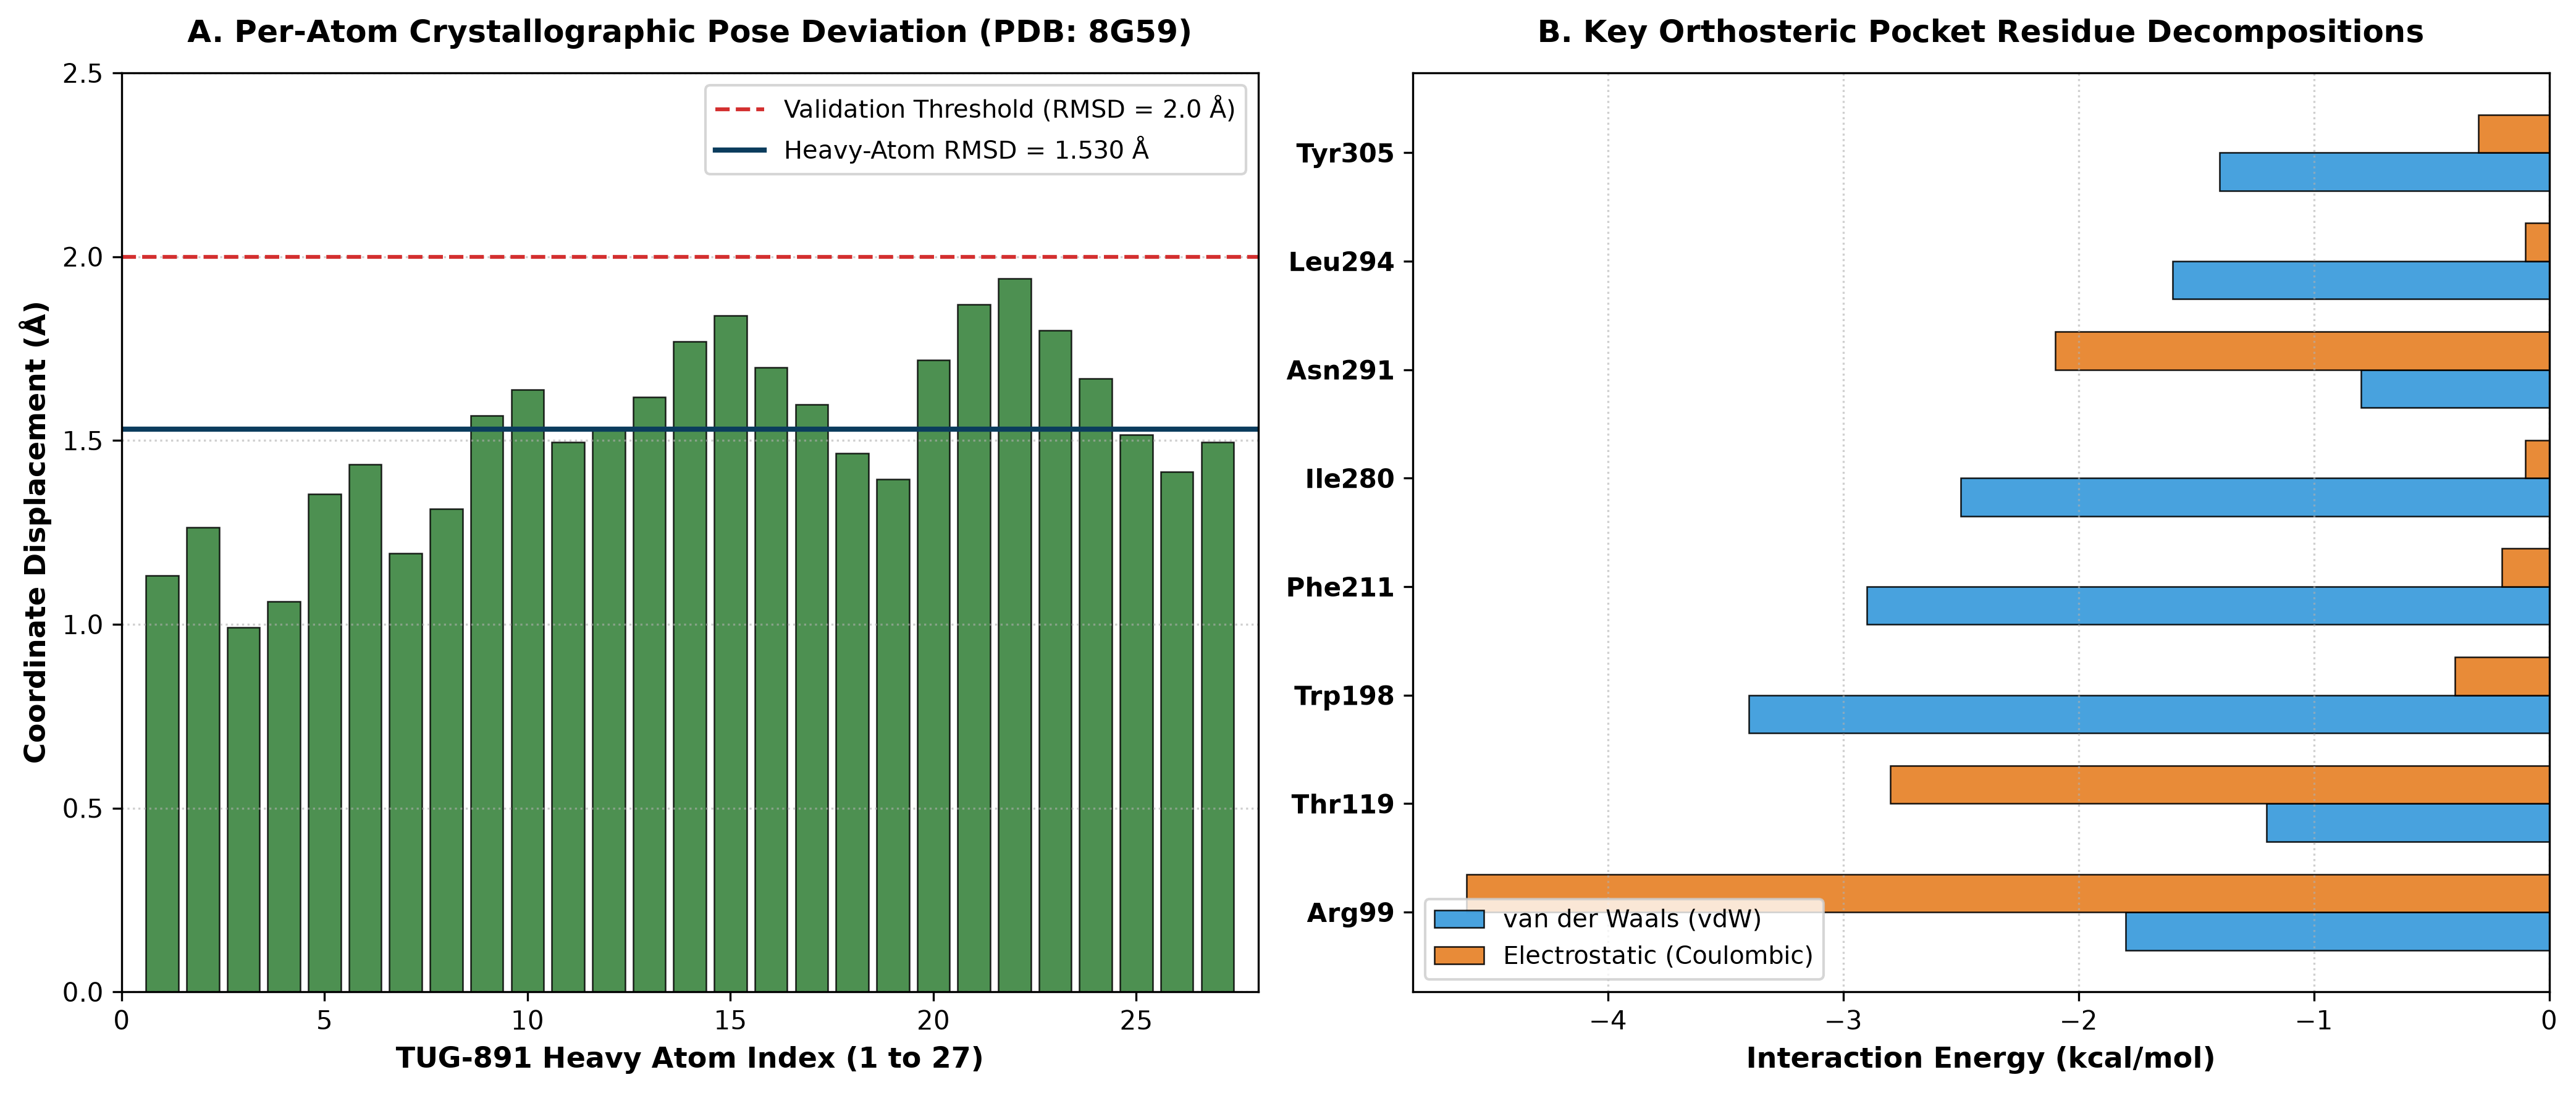 A. Per-Atom Crystallographic Pose Deviation (PDB: 8G59)
2.5
2.0
1.5
1.0
0.5
0.0
Coordinate Displacement (Å)
Validation Threshold (RMSD = 2.0 Å)
Heavy-Atom RMSD = 1.530 Å
0
5
10
15
20
25
TUG-891 Heavy Atom Index (1 to 27)
B. Key Orthosteric Pocket Residue Decompositions
Tyr305
Leu294
Asn291
Ile280
Phe211
Trp198
Thr119
Arg99
van der Waals (vdW)
Electrostatic (Coulombic)
−4
−3
−2
−1
0
Interaction Energy (kcal/mol)